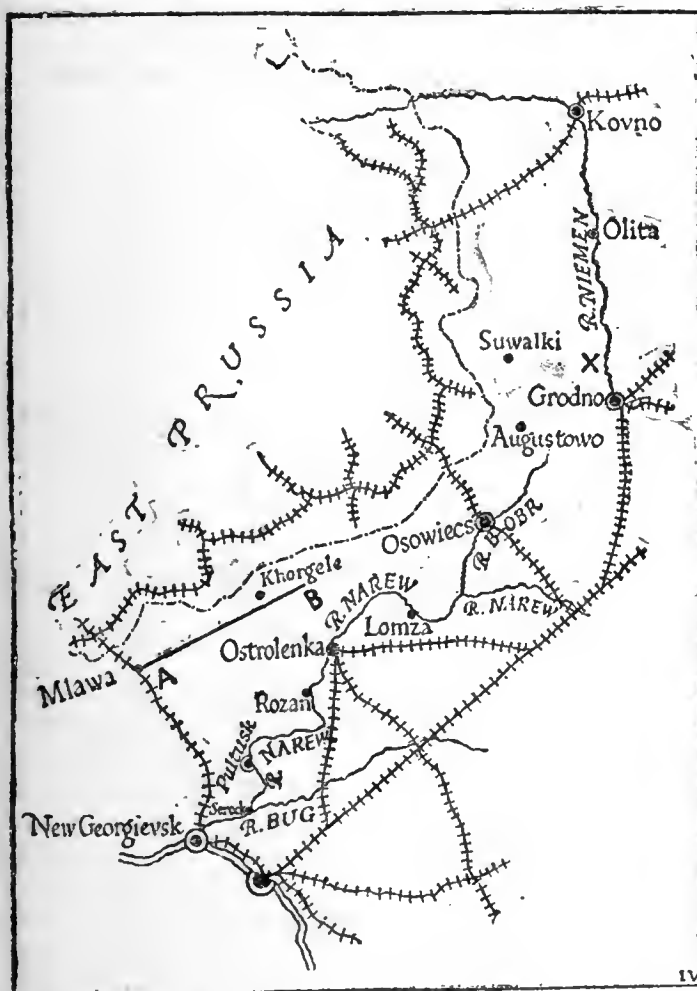 Kovno
Olita
R. NIEMEN
EAST PRUSSIA
Suwalki
X
Grodno
Augustowo
Osowiecs
R. BOBR
Khorgele
B
R. NAREW
Lomza
R. NAREW
Ostrolenka
Mlawa
A
Rozan
Pultusk
R. NAREW
Serock
New Georgievsk
R. BUG
IV